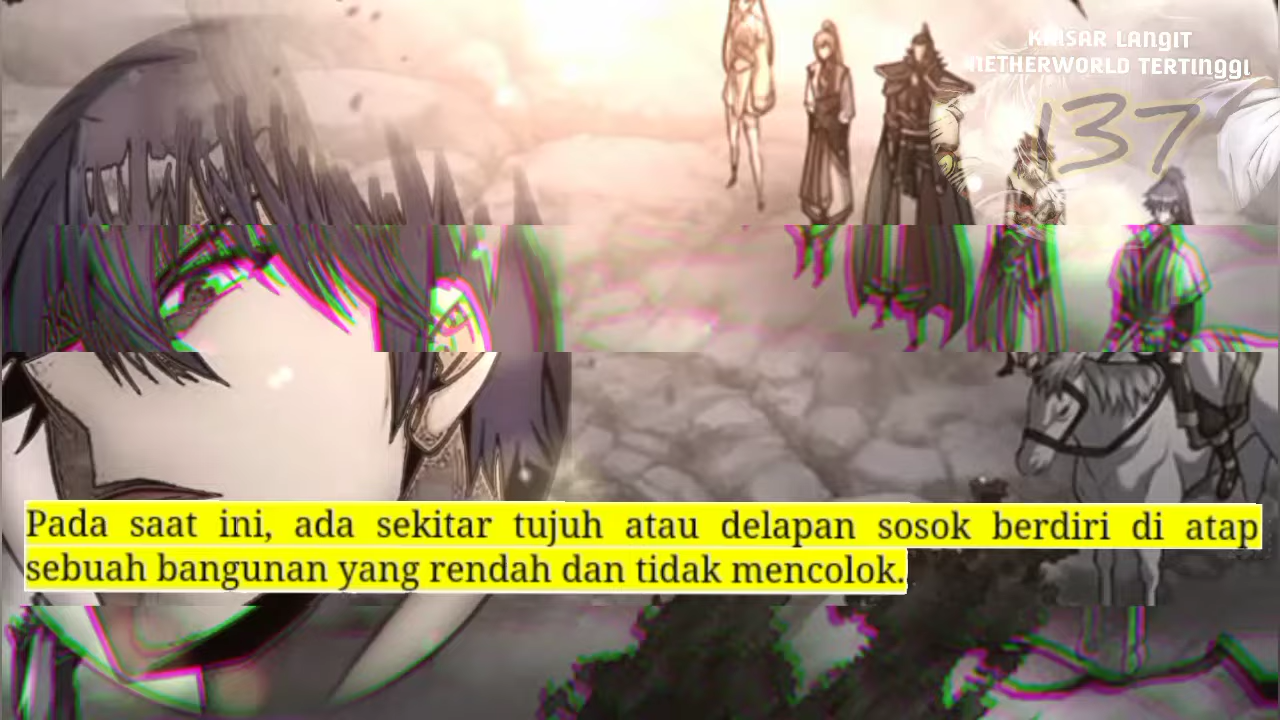 KAISAR LANGIT
NETHERWORLD TERTINGGI
137
Pada saat ini, ada sekitar tujuh atau delapan sosok berdiri di atap
sebuah bangunan yang rendah dan tidak mencolok.